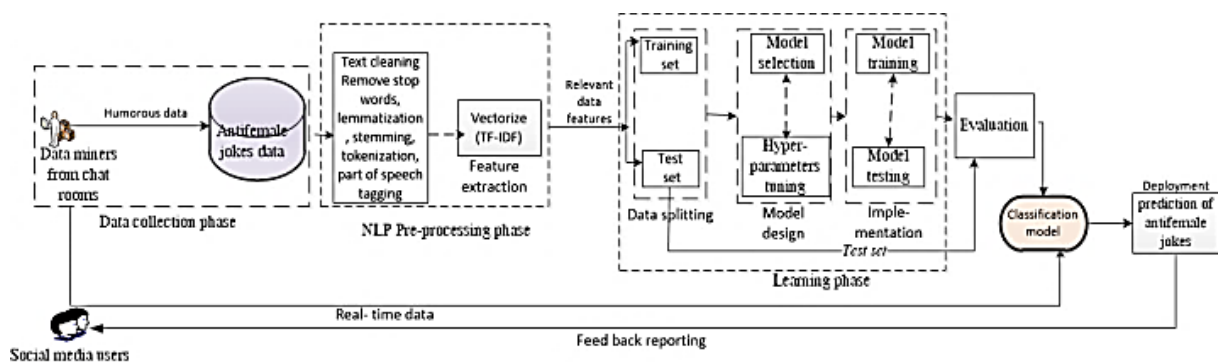 Humorous data
Data miners
from chat
rooms
Antifemale
jokes data
Data collection phase
Text cleaning
Remove stop
words,
lemmatization
, stemming,
tokenization,
part of speech
tagging
Vectorize
(TF-IDF)
Feature
extraction
NLP Pre-processing phase
Relevant
data
features
Training
set
Test
set
Data splitting
Model
selection
Hyper-
parameters
tuning
Model
design
Model
training
Model
testing
Imple-
mentation
Test set
Learning phase
Evaluation
Classification
model
Deployment
prediction of
antifemale
jokes
Real- time data
Feed back reporting
Social media users